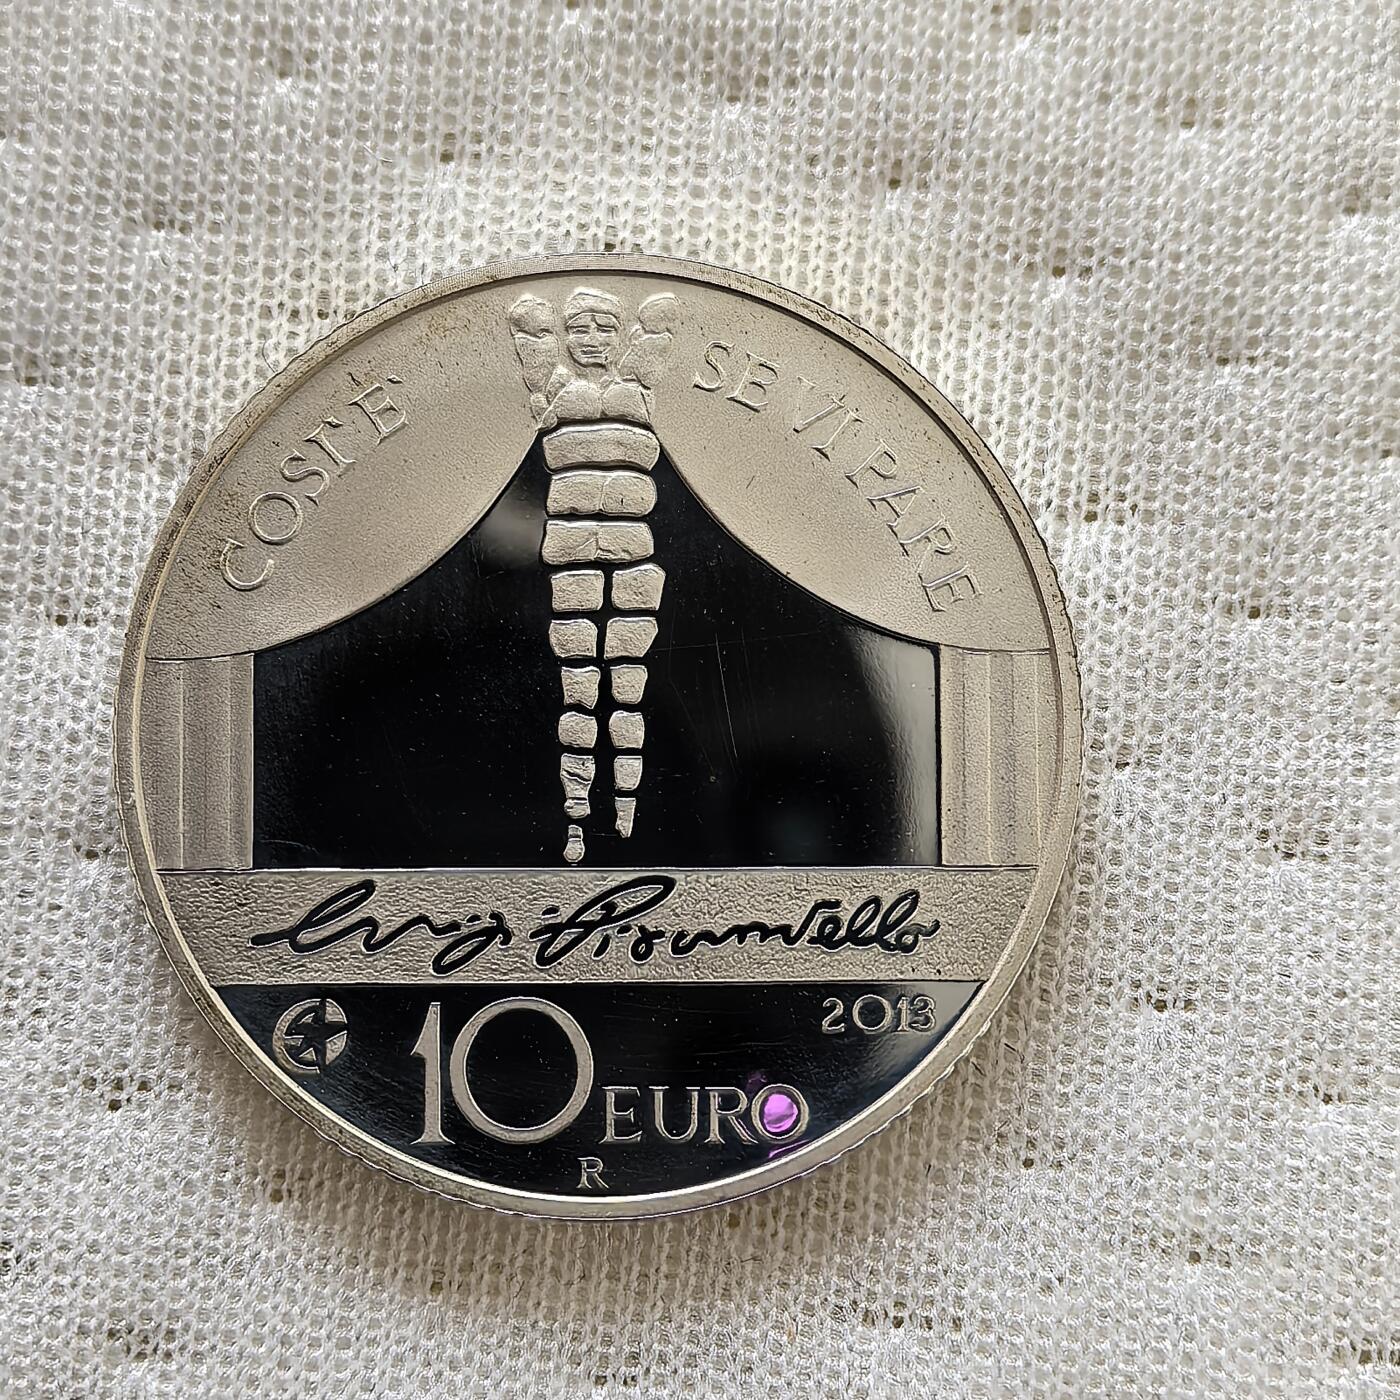 COSI' E' SE VI PARE
Luigi Pirandello
2013
10 EURO
R